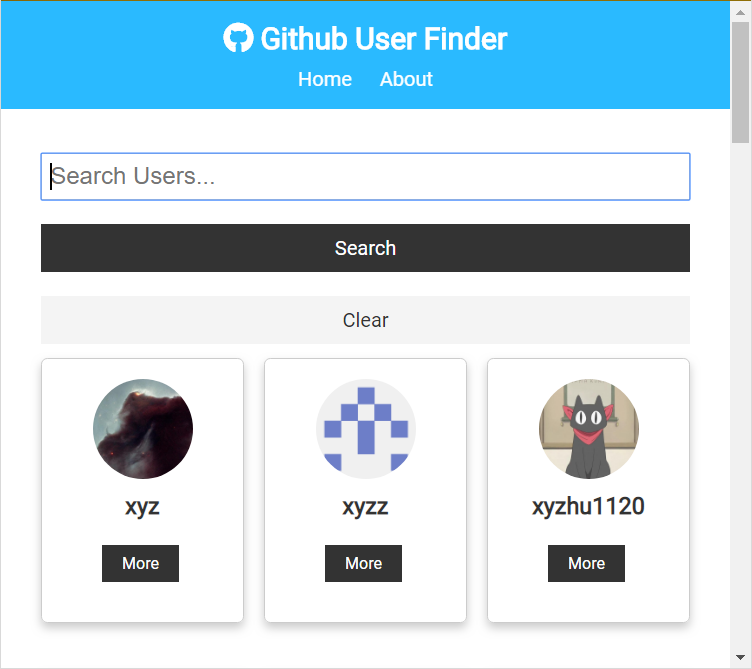 Github User Finder
Home About
Search Users...
Search
Clear
xyz xyzz xyzhu1120
More More More